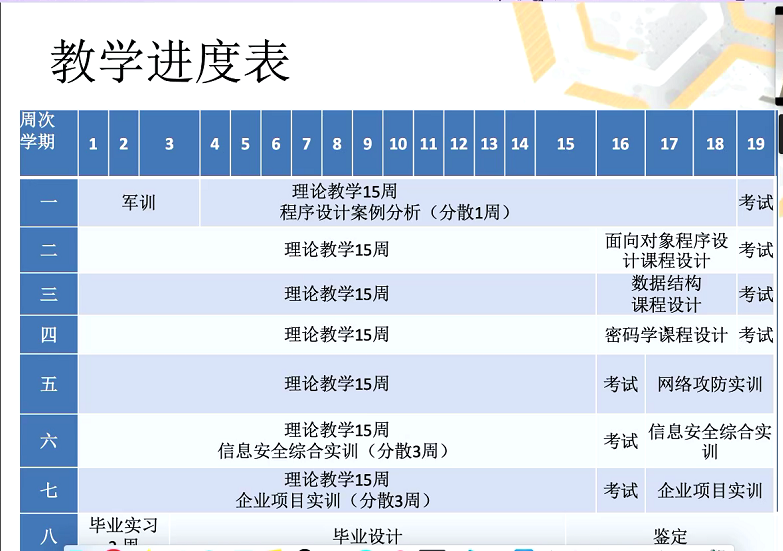 教学进度表
周次
学期
1 2 3 4 5 6 7 8 9 10 11 12 13 14 15 16 17 18 19
一 军训 理论教学15周
程序设计案例分析（分散1周） 考试
二 理论教学15周 面向对象程序设
计课程设计 考试
三 理论教学15周 数据结构
课程设计 考试
四 理论教学15周 密码学课程设计 考试
五 理论教学15周 考试 网络攻防实训
六 理论教学15周
信息安全综合实训（分散3周） 考试 信息安全综合实
训
七 理论教学15周
企业项目实训（分散3周） 考试 企业项目实训
八 毕业实习
毕业设计 鉴定